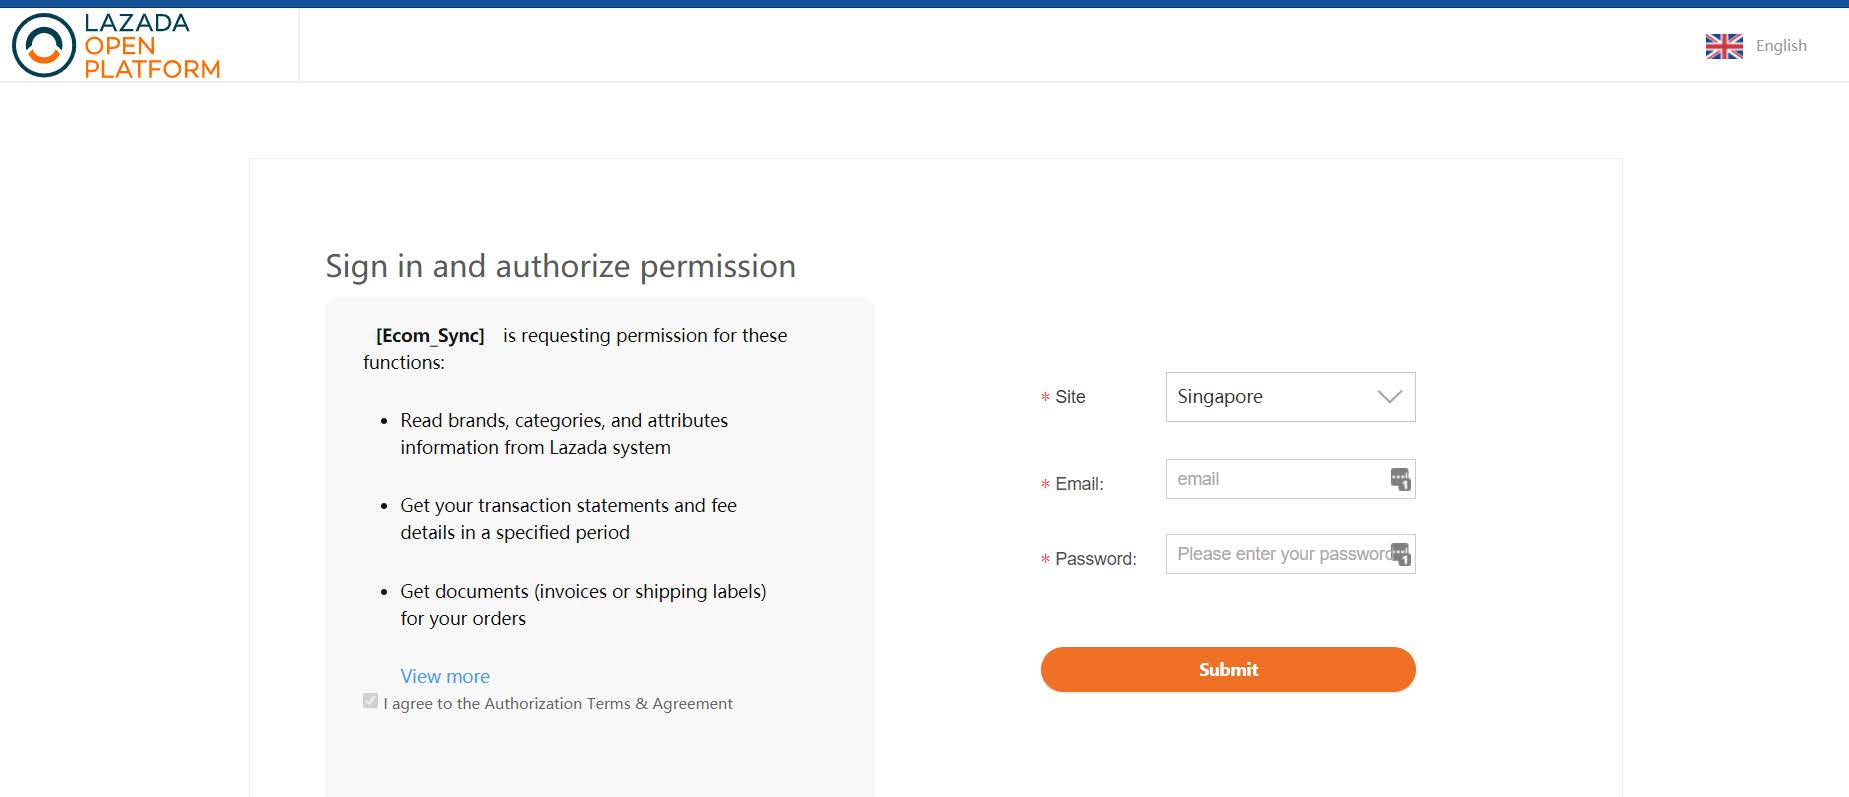 LAZADA
OPEN
PLATFORM
English
Sign in and authorize permission
[Ecom_Sync] is requesting permission for these
functions:
• Read brands, categories, and attributes
information from Lazada system
• Get your transaction statements and fee
details in a specified period
• Get documents (invoices or shipping labels)
for your orders
View more
I agree to the Authorization Terms & Agreement
* Site
Singapore
* Email:
email
1
* Password:
Please enter your password
1
Submit